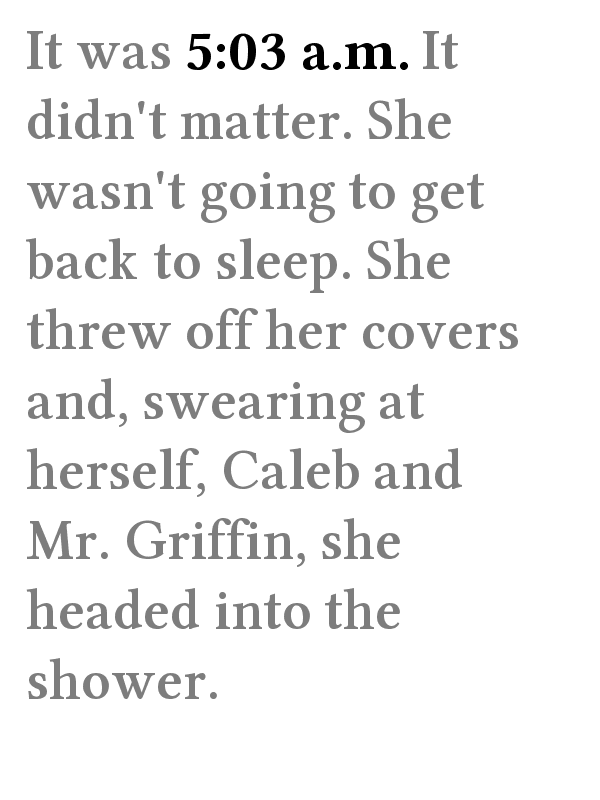 It was 5:03 a.m. It
didn't matter. She
wasn't going to get
back to sleep. She
threw off her covers
and, swearing at
herself, Caleb and
Mr. Griffin, she
headed into the
shower.